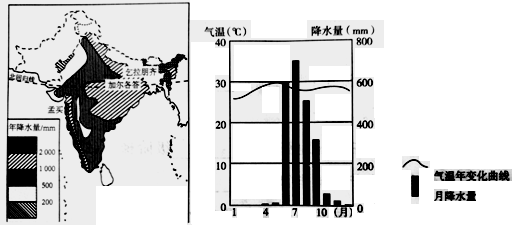 气温(℃)
降水量(mm)
乞拉朋齐
加尔各答
北回归线
孟买
年降水量/mm
2 000
1 000
500
200
40
30
20
10
0
800
600
400
200
0
1
4
7
10
(月)
气温年变化曲线
月降水量